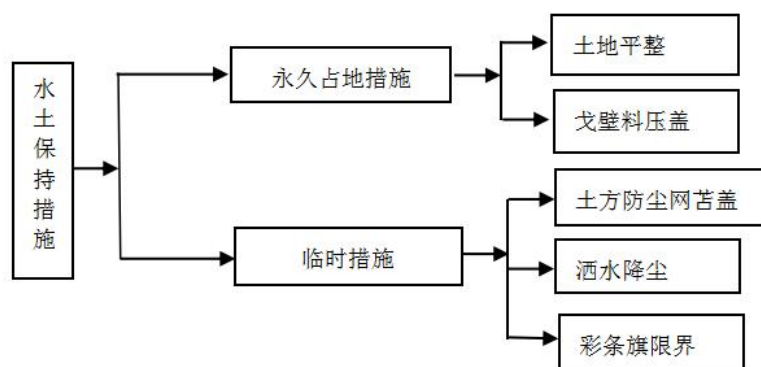 水土保持措施
永久占地措施
土地平整
戈壁料压盖
临时措施
土方防尘网苫盖
洒水降尘
彩条旗限界